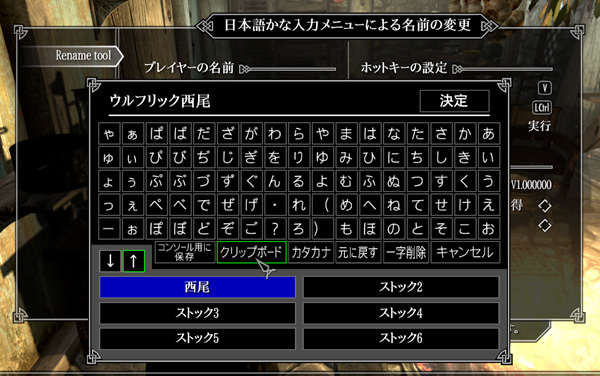 日本語かな入力メニューによる名前の変更
Rename tool
プレイヤーの名前
ホットキーの設定
V
LCtrl
実行
V1.000000
得
ウルフリック西尾
決定
ゃ ぁ ぱ ば だ ざ が わ ら や ま は な た さ か あ
ゅ ぃ ぴ び ぢ じ ぎ を り ゆ み ひ に ち し き い
ょ ぅ ぷ ぶ づ ず ぐ ん る よ む ふ ぬ つ す く う
っ ぇ ぺ べ で ぜ げ ・ れ ( め へ ね て せ け え
ー ぉ ぽ ぼ ど ぞ ご ? ろ ) も ほ の と そ こ お
コンソール用に
保存
クリップボード
カタカナ
元に戻す
一字削除
キャンセル
↓ ↑
西尾
ストック2
ストック3
ストック4
ストック5
ストック6
す。